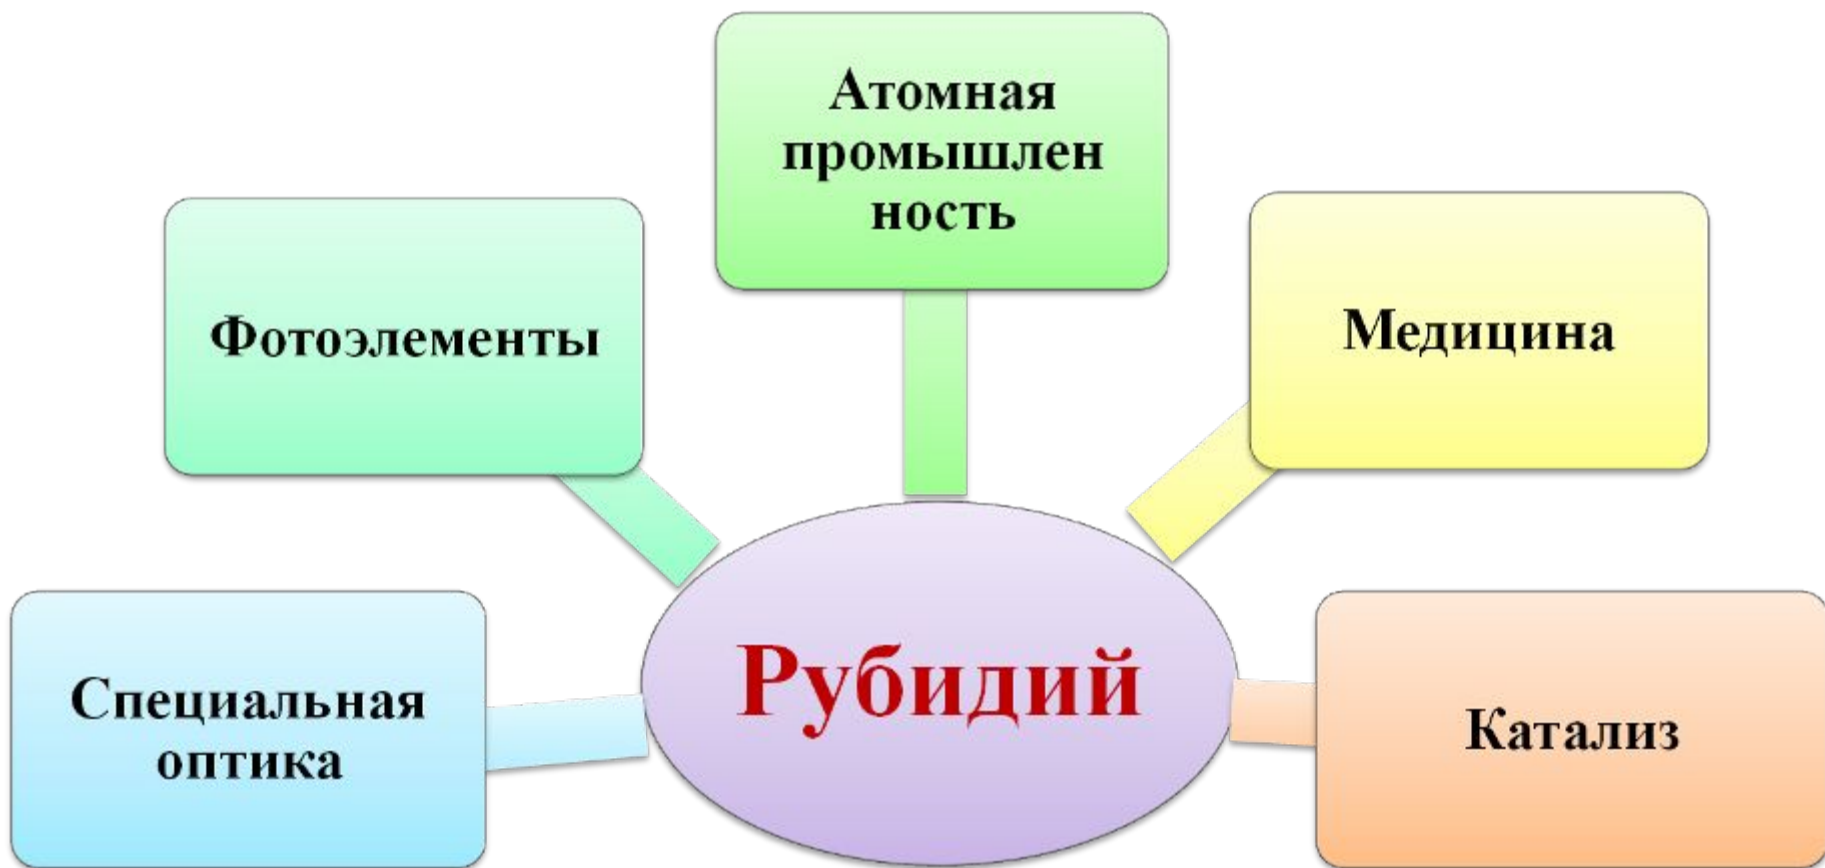 Атомная
промышлен
ность
Фотоэлементы
Медицина
Специальная
оптика
Рубидий
Катализ